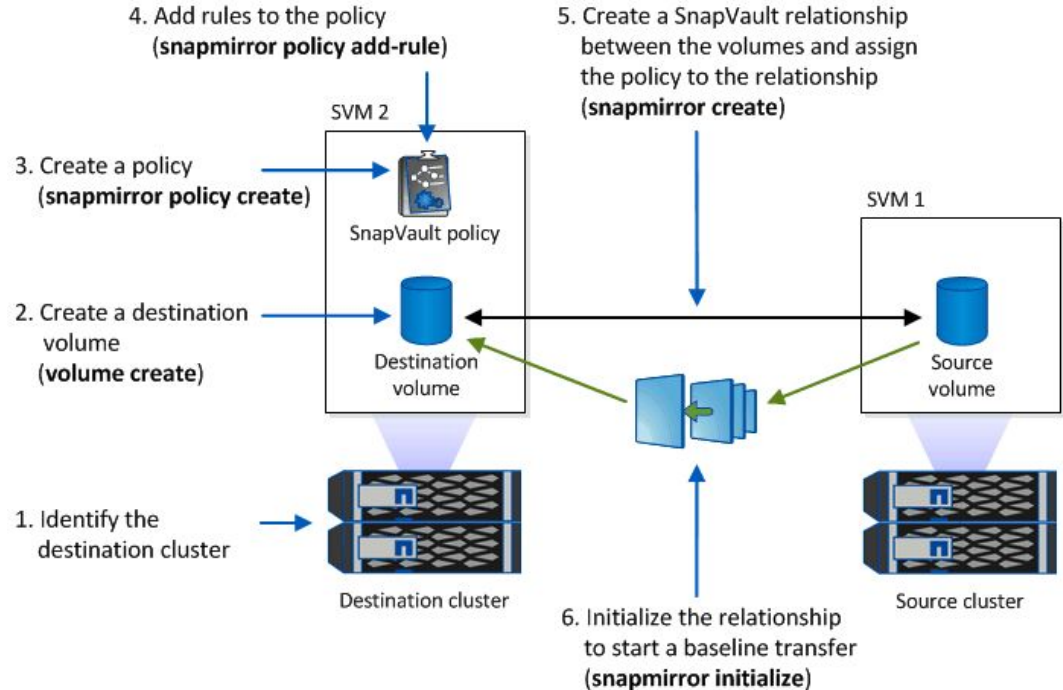 4. Add rules to the policy
(snapmirror policy add-rule)
5. Create a SnapVault relationship
between the volumes and assign
the policy to the relationship
(snapmirror create)
SVM 2
3. Create a policy
(snapmirror policy create)
SnapVault policy
SVM 1
2. Create a destination
volume
(volume create)
Destination
volume
Source
volume
1. Identify the
destination cluster
Destination cluster
Source cluster
6. Initialize the relationship
to start a baseline transfer
(snapmirror initialize)